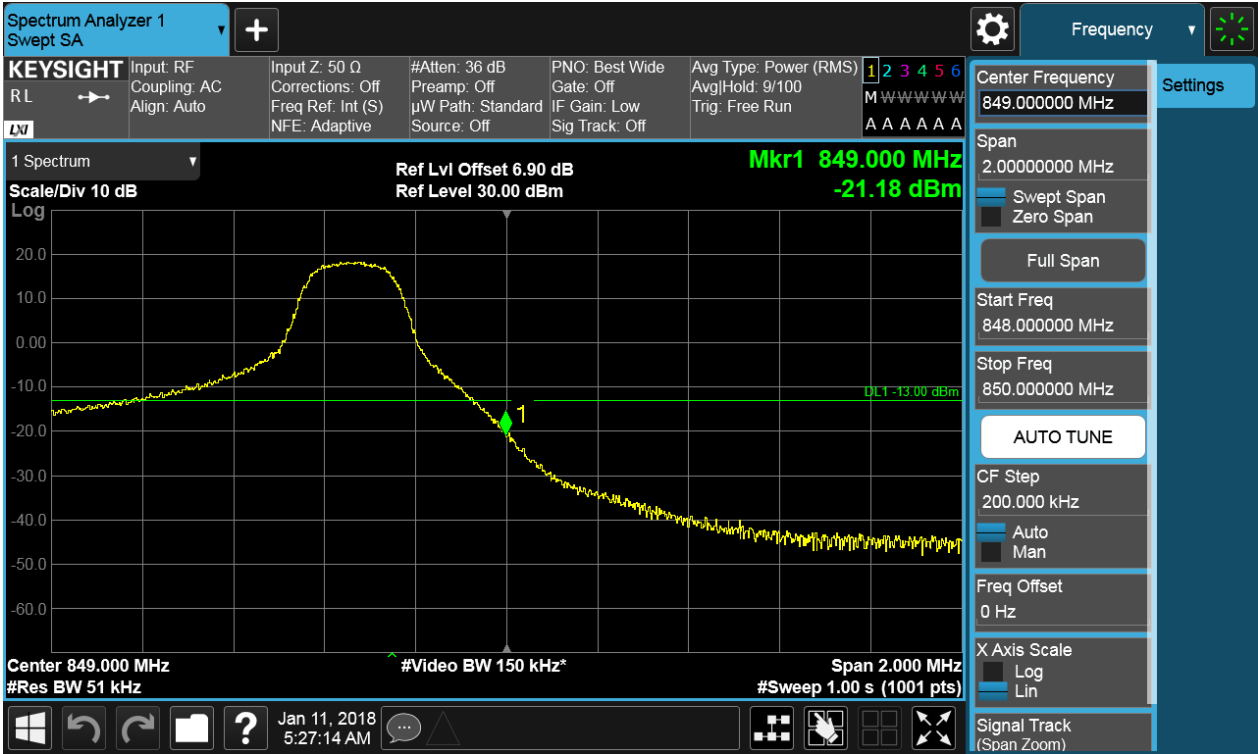 Spectrum Analyzer 1
Swept SA
Frequency
KEYSIGHT
R L
LXI
Input: RF
Coupling: AC
Align: Auto
Input Z: 50 Ω
Corrections: Off
Freq Ref: Int (S)
NFE: Adaptive
#Atten: 36 dB
Preamp: Off
µW Path: Standard
Source: Off
PNO: Best Wide
Gate: Off
IF Gain: Low
Sig Track: Off
Avg Type: Power (RMS)
Avg|Hold: 9/100
Trig: Free Run
1 2 3 4 5 6
M W W W W W
A A A A A A
1 Spectrum
Scale/Div 10 dB
Ref Lvl Offset 6.90 dB
Ref Level 30.00 dBm
Mkr1 849.000 MHz
-21.18 dBm
Log
20.0
10.0
0.00
-10.0
-20.0
-30.0
-40.0
-50.0
-60.0
DL1 -13.00 dBm
1
Center 849.000 MHz
#Video BW 150 kHz*
Span 2.000 MHz
#Res BW 51 kHz
#Sweep 1.00 s (1001 pts)
Jan 11, 2018
5:27:14 AM
?
Center Frequency
849.000000 MHz
Span
2.00000000 MHz
Swept Span
Zero Span
Full Span
Start Freq
848.000000 MHz
Stop Freq
850.000000 MHz
AUTO TUNE
CF Step
200.000 kHz
Auto
Man
Freq Offset
0 Hz
X Axis Scale
Log
Lin
Signal Track
(Span Zoom)
Settings